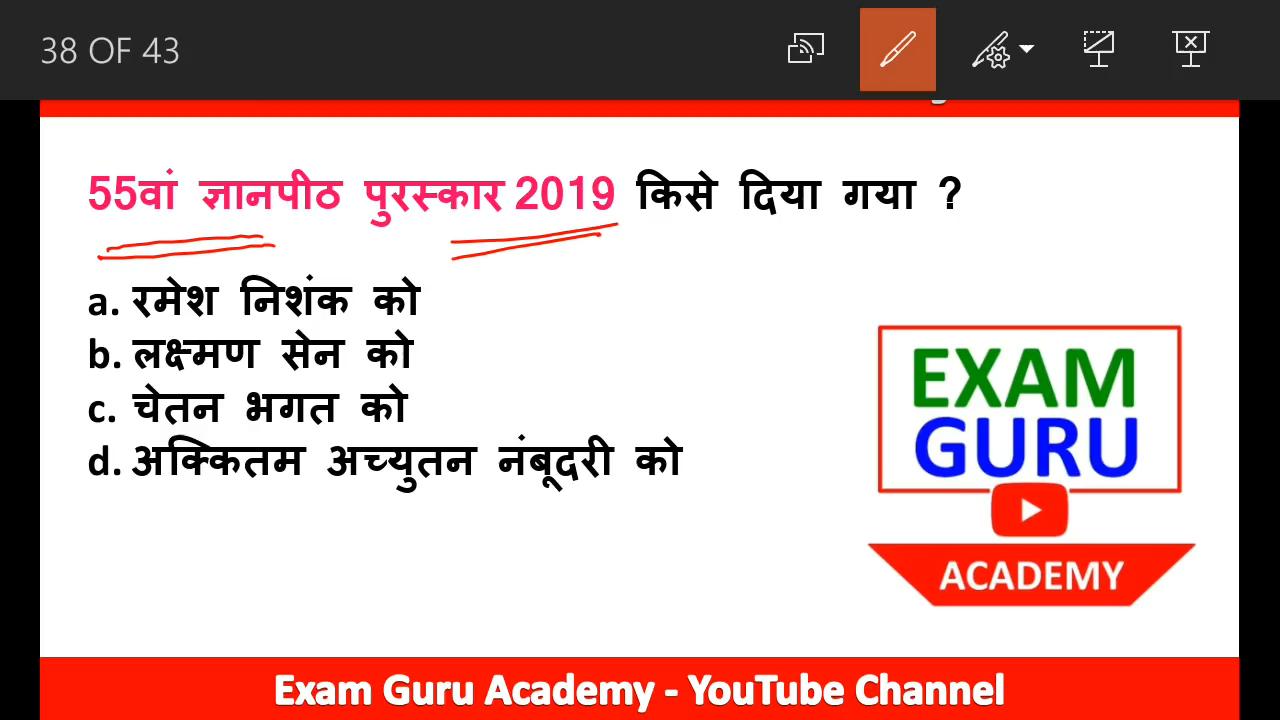 38 OF 43
55वां ज्ञानपीठ पुरस्कार 2019 किसे दिया गया ?
a. रमेश निशंक को
b. लक्ष्मण सेन को
c. चेतन भगत को
d. अक्कितम अच्युतन नंबूदरी को
EXAM
GURU
ACADEMY
Exam Guru Academy - YouTube Channel